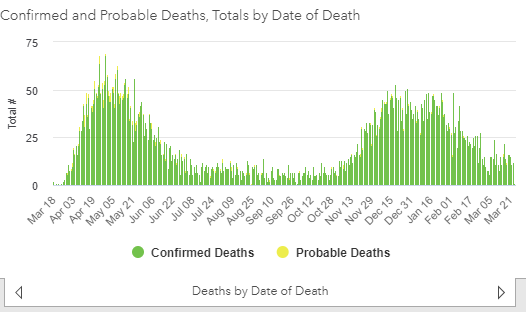 Confirmed and Probable Deaths, Totals by Date of Death
75
50
25
0
Total #
Mar 18
Apr 03
Apr 19
May 05
May 21
Jun 06
Jun 22
Jul 08
Jul 24
Aug 09
Aug 25
Sep 10
Sep 26
Oct 12
Oct 28
Nov 13
Nov 29
Dec 15
Dec 31
Jan 16
Feb 01
Feb 17
Mar 05
Mar 21
Confirmed Deaths
Probable Deaths
Deaths by Date of Death